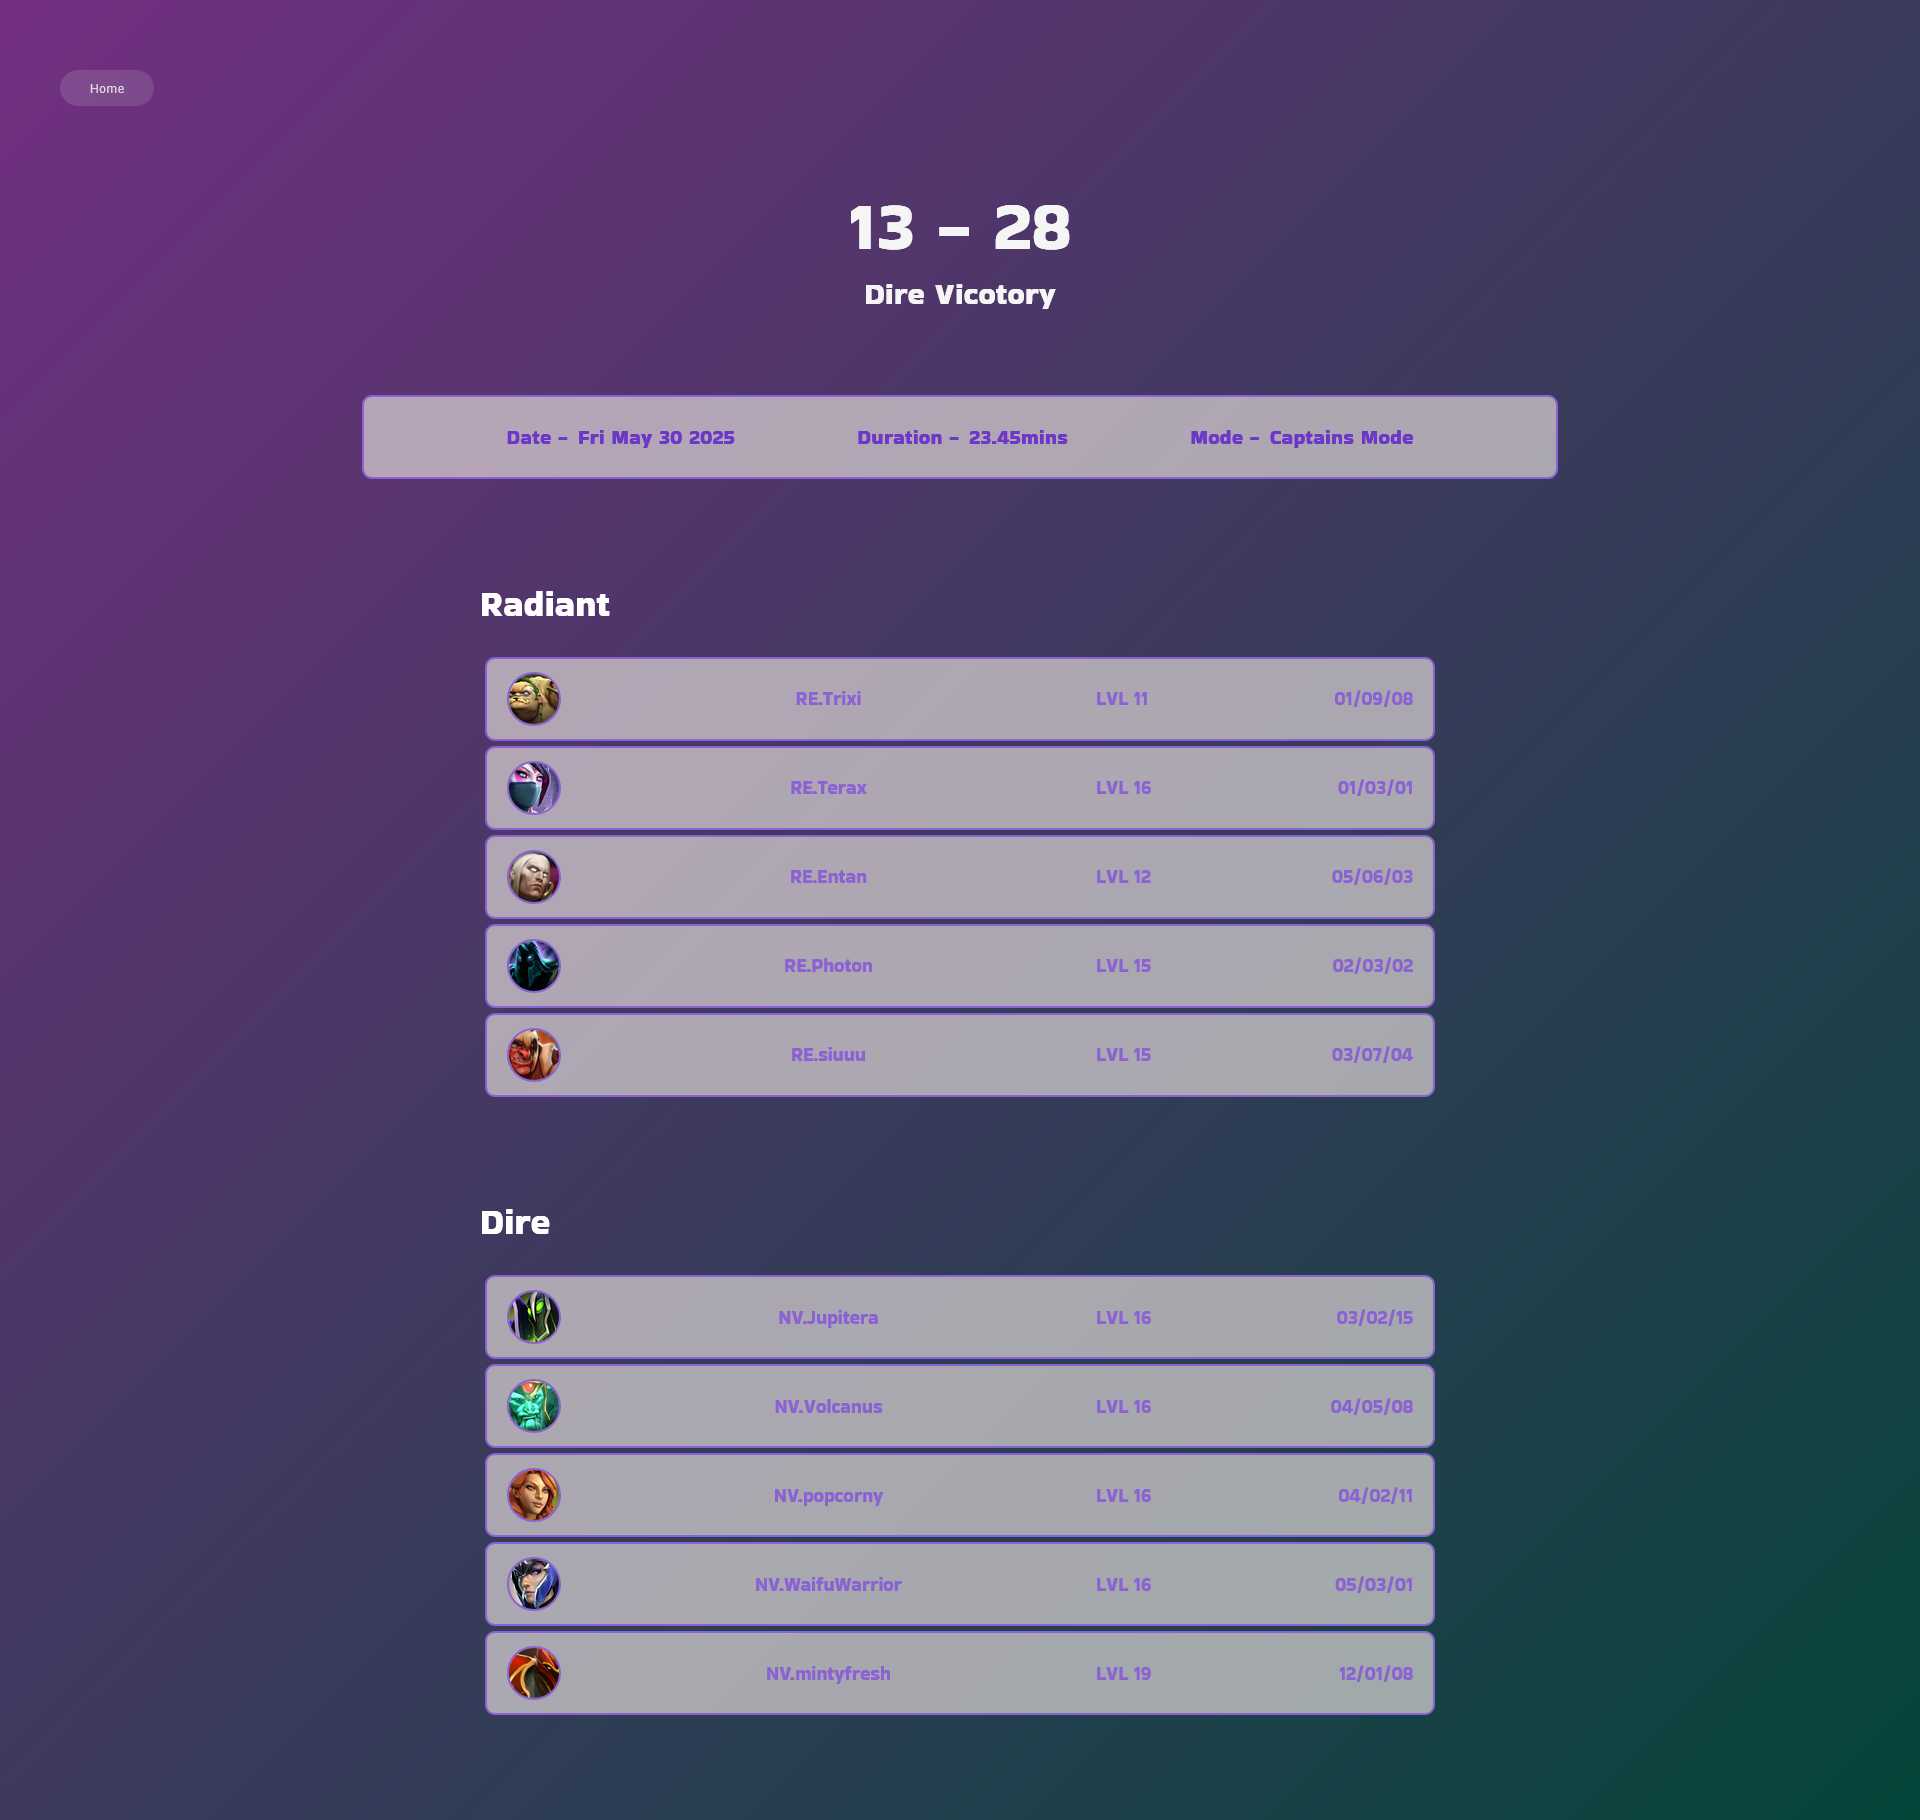 Home
13 - 28
Dire Vicotory
Date - Fri May 30 2025 Duration - 23.45mins Mode - Captains Mode
Radiant
RE.Trixi LVL 11 01/09/08
RE.Terax LVL 16 01/03/01
RE.Entan LVL 12 05/06/03
RE.Photon LVL 15 02/03/02
RE.siuuu LVL 15 03/07/04
Dire
NV.Jupitera LVL 16 03/02/15
NV.Volcanus LVL 16 04/05/08
NV.popcorny LVL 16 04/02/11
NV.WaifuWarrior LVL 16 05/03/01
NV.mintyfresh LVL 19 12/01/08